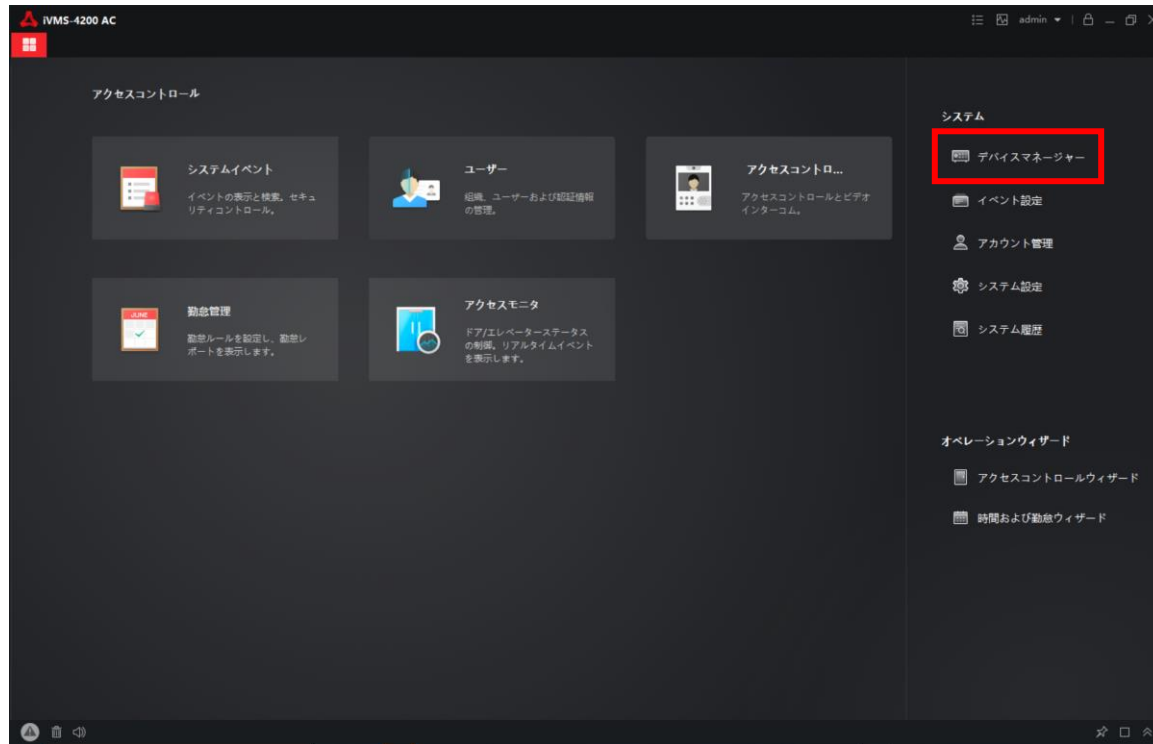 iVMS-4200 AC
admin
アクセスコントロール
システムイベント
イベントの表示と検索。セキュ
リティコントロール。
ユーザー
組織、ユーザーおよび認証情報
の管理。
アクセスコントロ...
アクセスコントロールとビデオ
インターコム。
JUNE
勤怠管理
勤怠ルールを設定し、勤怠レ
ポートを表示します。
アクセスモニタ
ドア/エレベーターステータス
の制御。リアルタイムイベント
を表示します。
システム
デバイスマネージャー
イベント設定
アカウント管理
システム設定
システム履歴
オペレーションウィザード
アクセスコントロールウィザード
時間および勤怠ウィザード